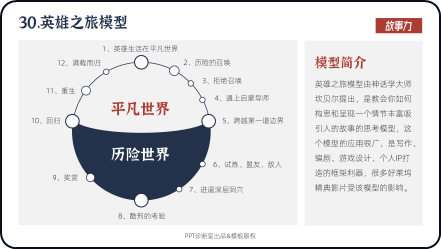 30.英雄之旅模型
故事力
1、英雄生活在平凡世界
2、历险的召唤
3、拒绝召唤
4、遇上启蒙导师
5、跨越第一道边界
6、试炼、盟友、敌人
7、进逼深层洞穴
8、酷刑的考验
9、奖赏
10、回归
11、重生
12、满载而归
平凡世界
历险世界
模型简介
英雄之旅模型由神话学大师
坎贝尔提出，是教会你如何
构思和呈现一个情节丰富吸
引人的故事的思考模型，这
个模型的应用很广，是写作、
编剧、游戏设计、个人IP打
造的框架利器，很多好莱坞
精典影片受该模型的影响。
PPT诊断室出品&模板版权